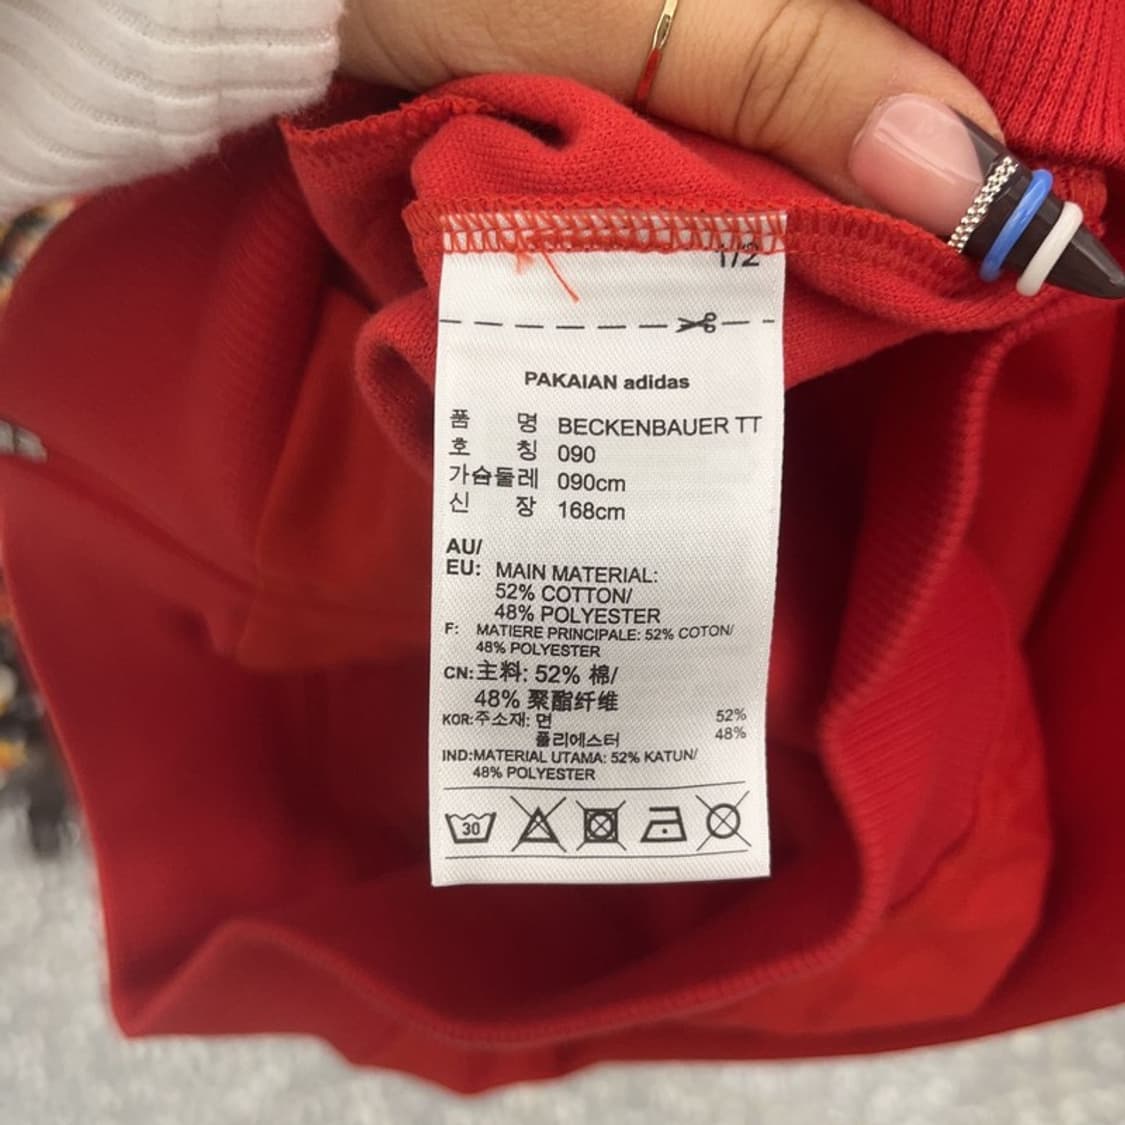 1/2
PAKAIAN adidas
품 명 BECKENBAUER TT
호 칭 090
가슴둘레 090cm
신 장 168cm
AU/
EU: MAIN MATERIAL:
52% COTTON/
48% POLYESTER
F: MATIERE PRINCIPALE: 52% COTON/
48% POLYESTER
CN:主料: 52% 棉/
48% 聚酯纤维
KOR:주소재: 면 52%
폴리에스터 48%
IND:MATERIAL UTAMA: 52% KATUN/
48% POLYESTER
30